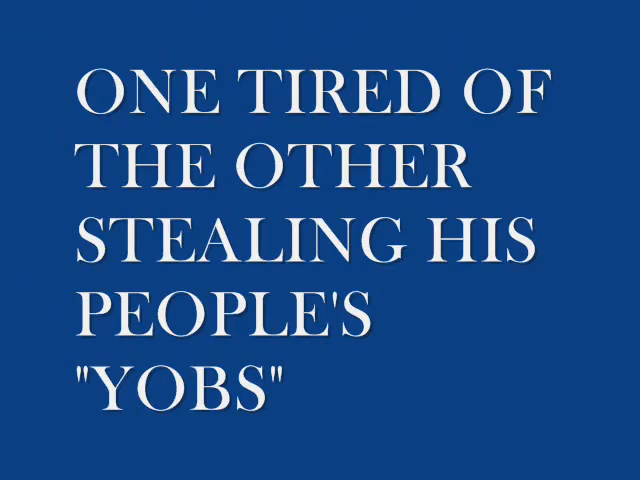 ONE TIRED OF
THE OTHER
STEALING HIS
PEOPLE'S
"YOBS"